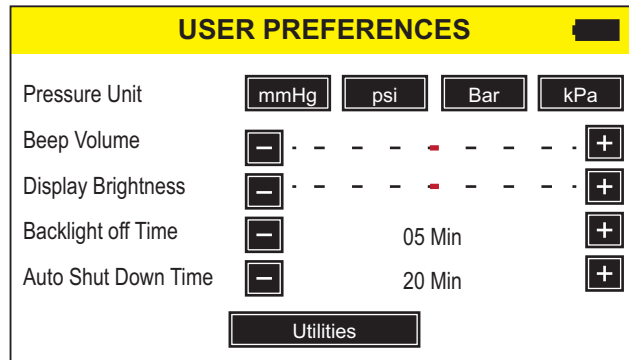 USER PREFERENCES
Pressure Unit mmHg psi Bar kPa
Beep Volume − +
Display Brightness − +
Backlight off Time − 05 Min +
Auto Shut Down Time − 20 Min +
Utilities